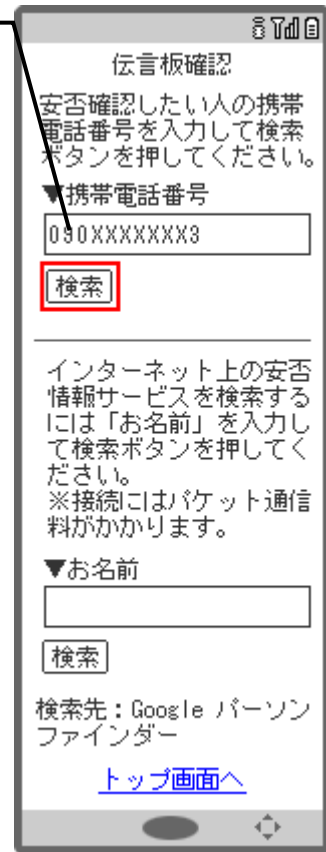 伝言板確認
安否確認したい人の携帯
電話番号を入力して検索
ボタンを押してください。
▼携帯電話番号
090XXXXXXX3
検索
インターネット上の安否
情報サービスを検索する
には「お名前」を入力し
て検索ボタンを押してく
ださい。
※接続にはパケット通信
料がかかります。
▼お名前
検索
検索先：Google パーソン
ファインダー
トップ画面へ